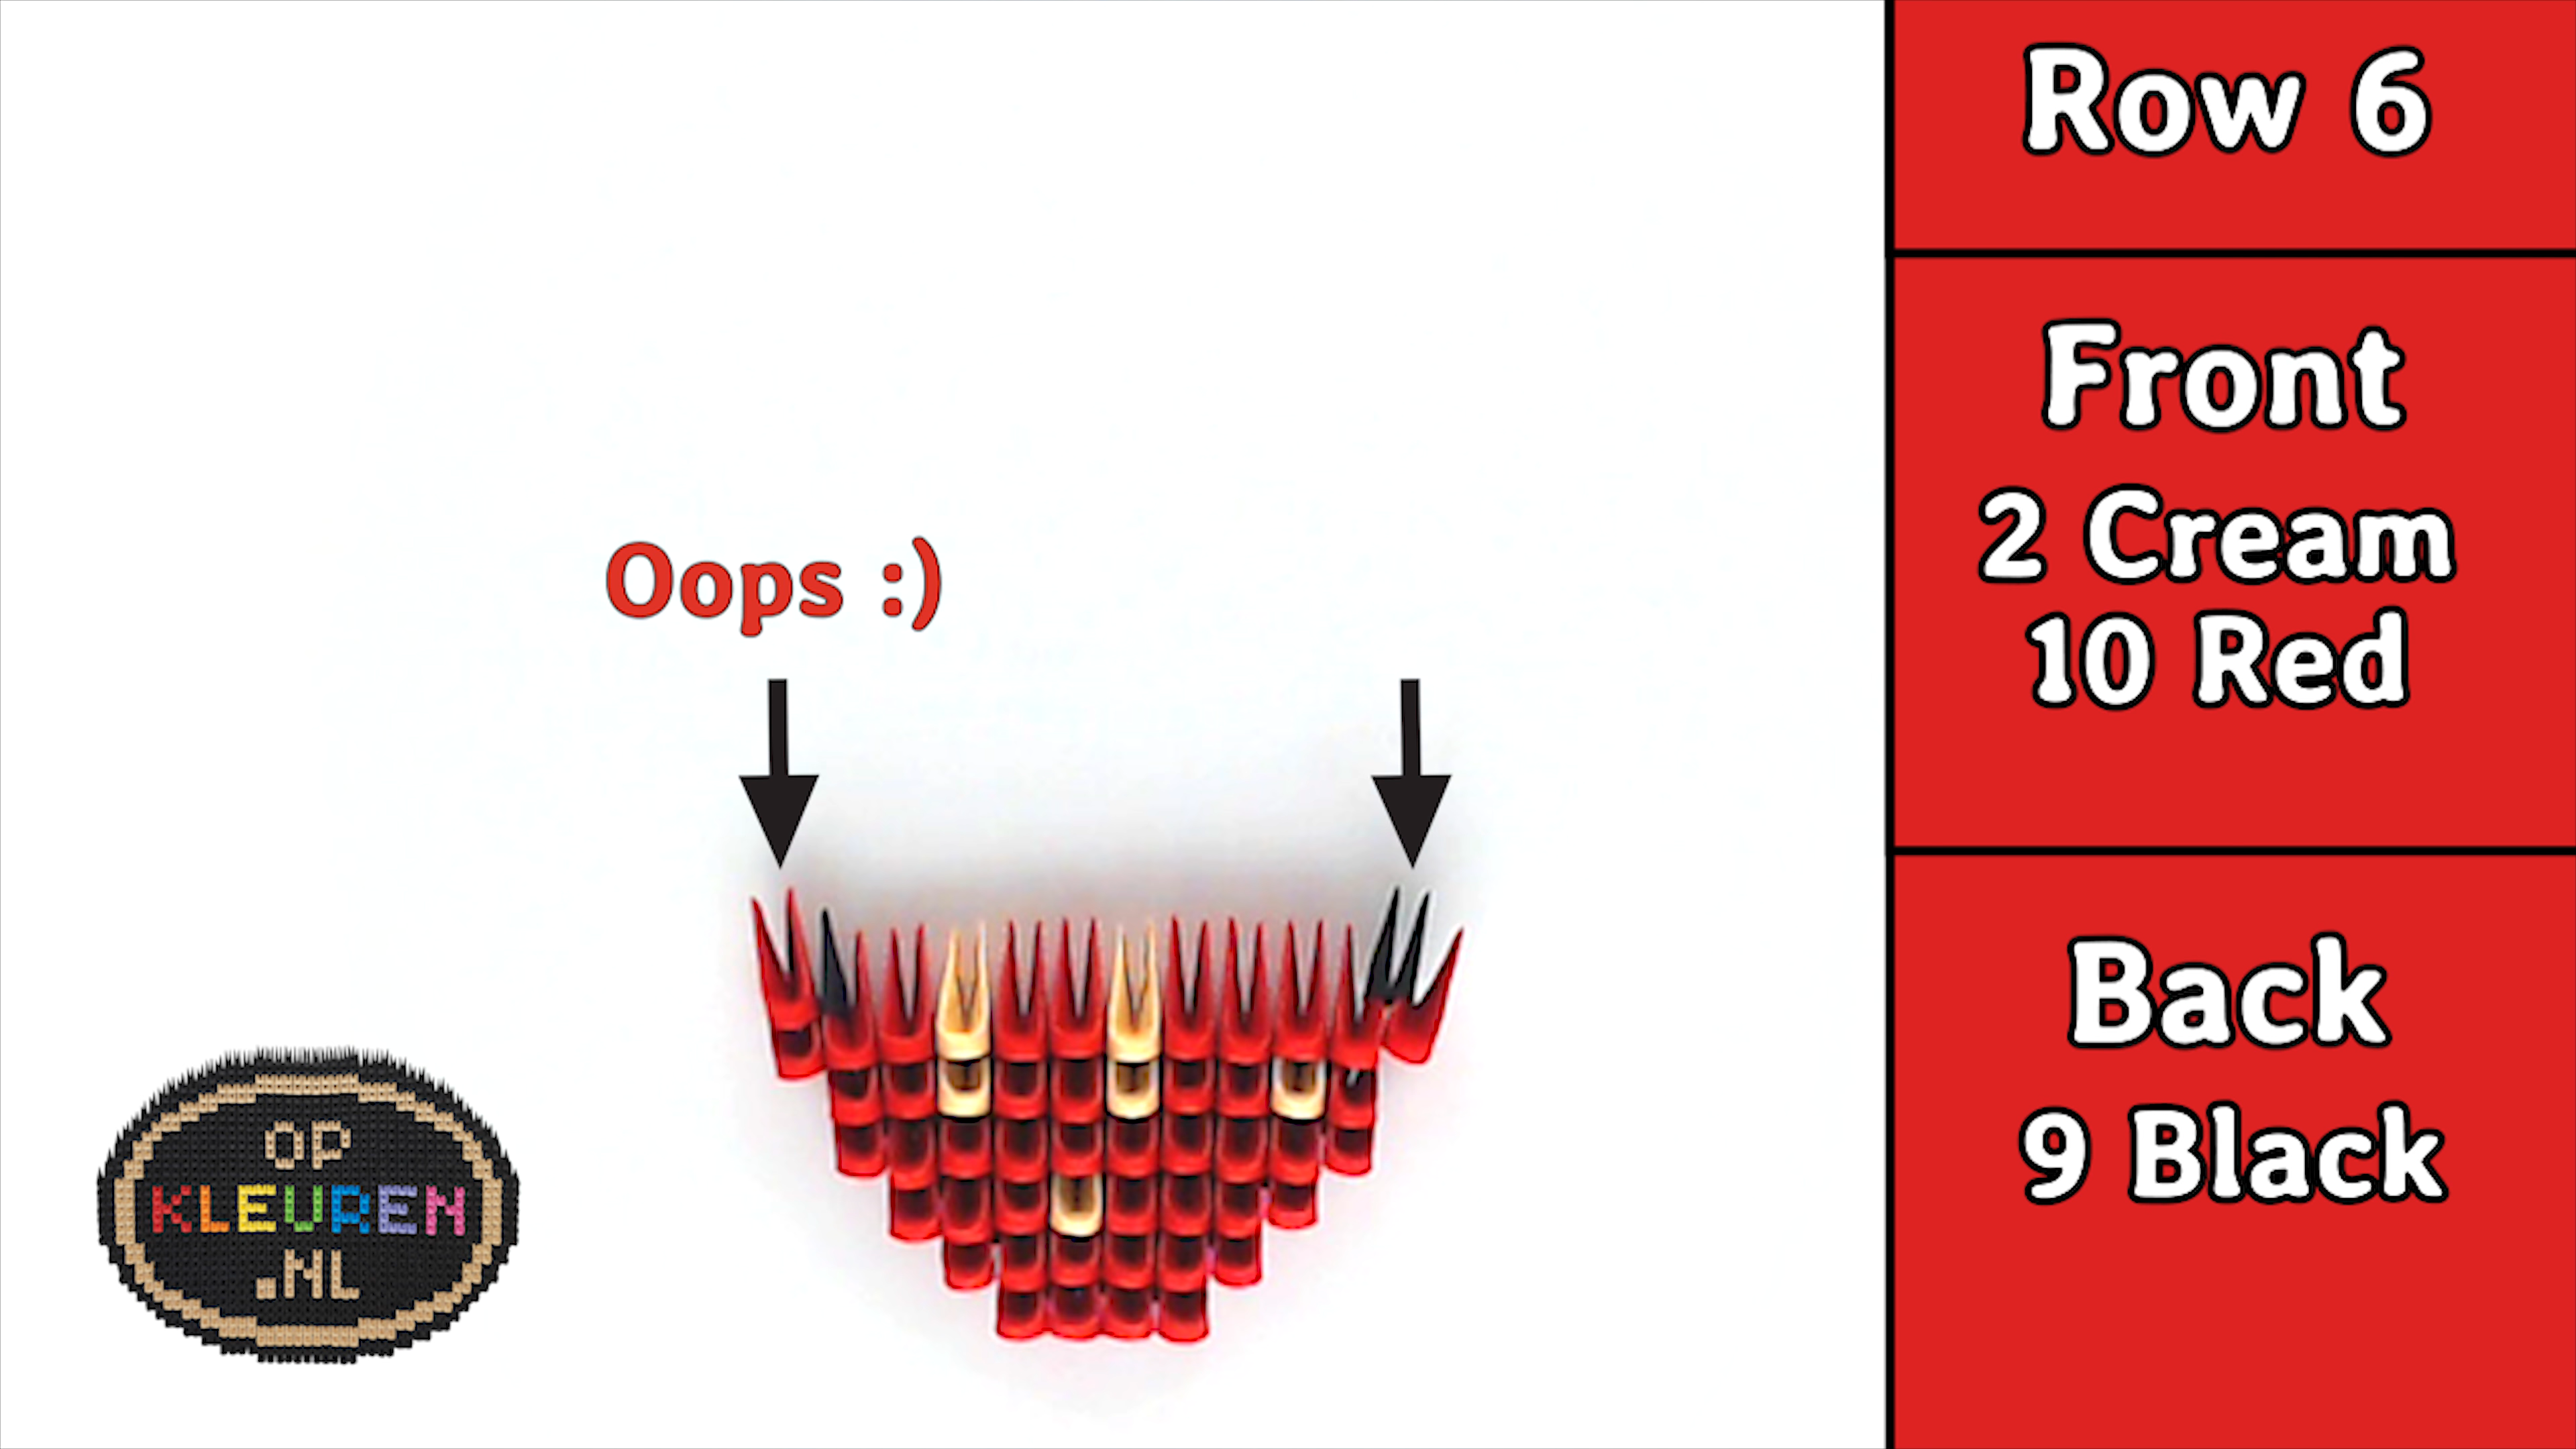 Row 6
Front
2 Cream
10 Red
Oops :)
Back
9 Black
OP
KLEUREN
.NL